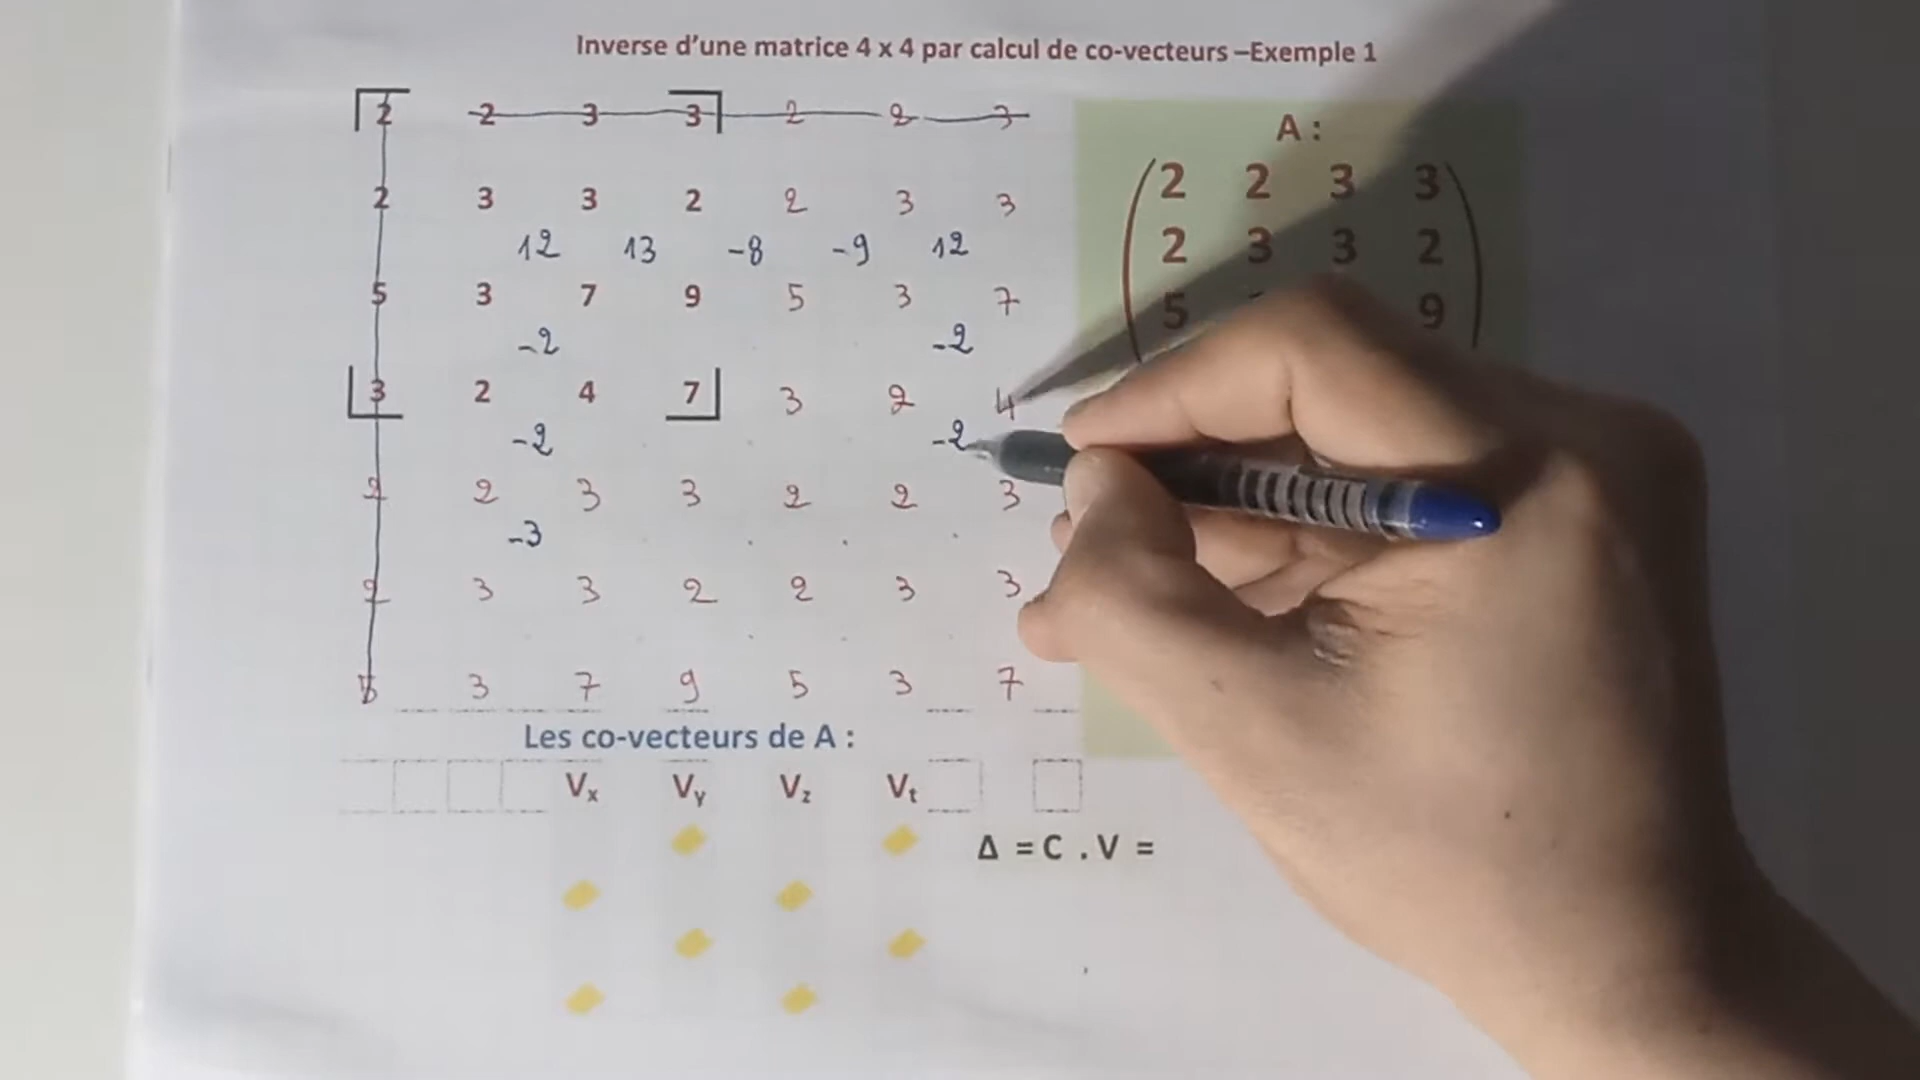 Inverse d'une matrice 4 x 4 par calcul de co-vecteurs –Exemple 1
2 2 3 3 2 2 3
2 3 3 2 2 3 3
12 13 -8 -9 12
5 3 7 9 5 3 7
-2 -2
3 2 4 7 3 2 4
-2 -2
2 2 3 3 2 2 3
-3
2 3 3 2 2 3 3
5 3 7 9 5 3 7
A :
2 2 3 3
2 3 3 2
5 9
Les co-vecteurs de A :
Vx Vy Vz Vt
Δ = C . V =